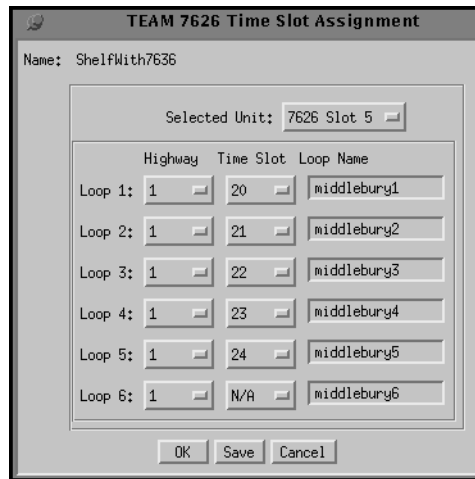 TEAM 7626 Time Slot Assignment
Name: ShelfWith7636
Selected Unit: 7626 Slot 5
Highway Time Slot Loop Name
Loop 1: 1 20 middlebury1
Loop 2: 1 21 middlebury2
Loop 3: 1 22 middlebury3
Loop 4: 1 23 middlebury4
Loop 5: 1 24 middlebury5
Loop 6: 1 N/A middlebury6
OK Save Cancel